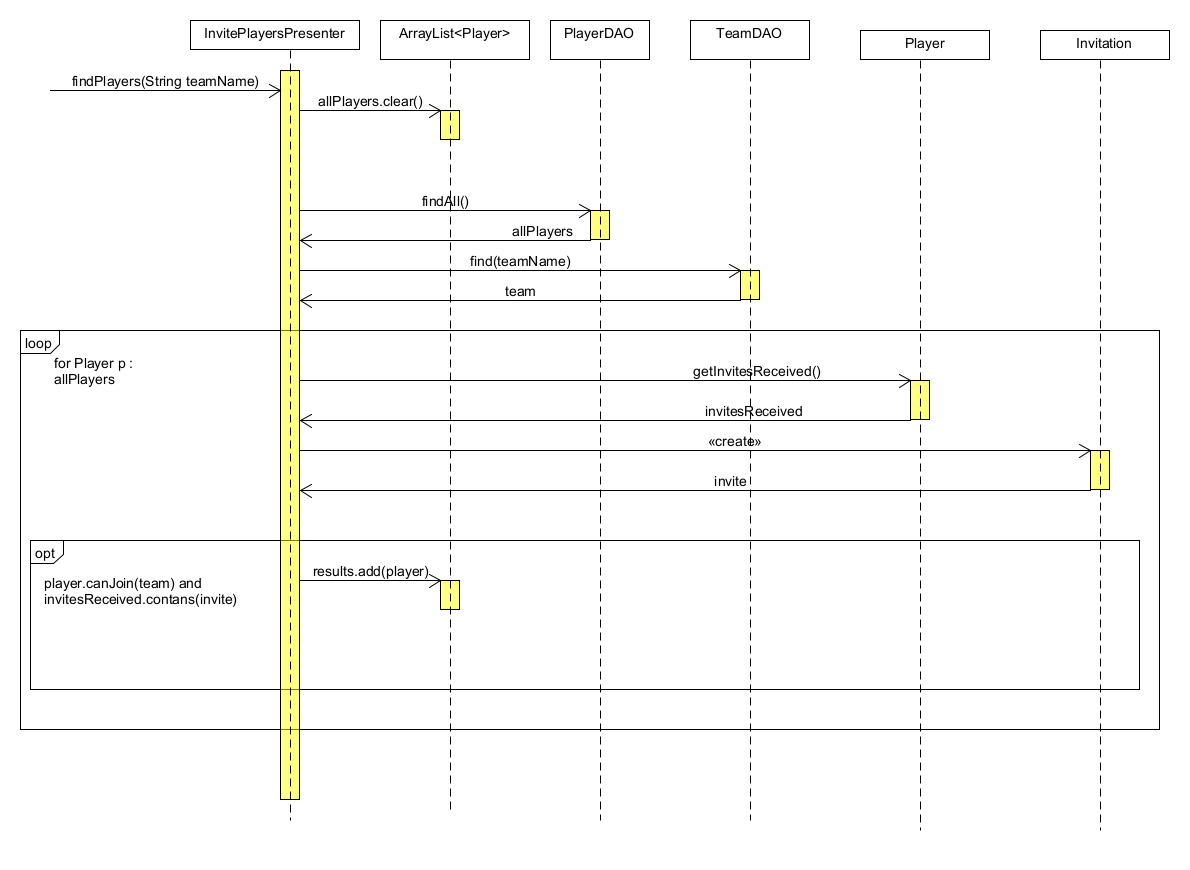 InvitePlayersPresenter
ArrayList<Player>
PlayerDAO
TeamDAO
Player
Invitation
findPlayers(String teamName)
allPlayers.clear()
findAll()
allPlayers
find(teamName)
team
loop
for Player p :
allPlayers
getInvitesReceived()
invitesReceived
«create»
invite
opt
player.canJoin(team) and
invitesReceived.contans(invite)
results.add(player)